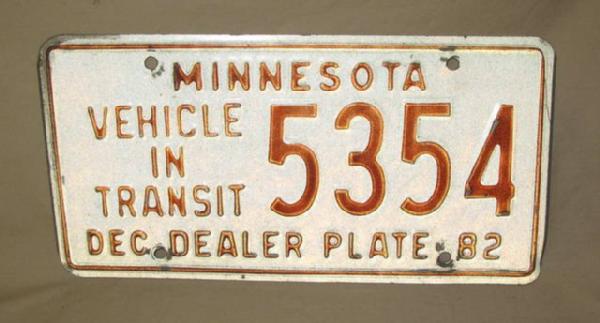 MINNESOTA
VEHICLE
IN
TRANSIT
5354
DEC. DEALER PLATE 82